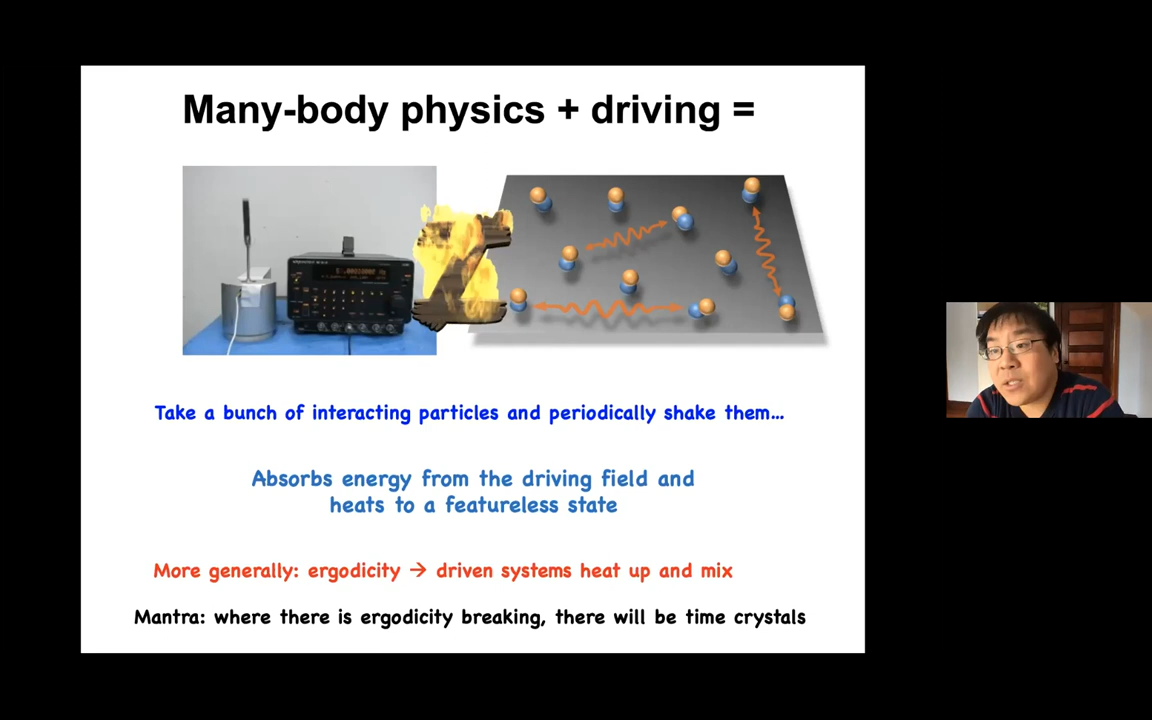 Many-body physics + driving =
Take a bunch of interacting particles and periodically shake them...
Absorbs energy from the driving field and
heats to a featureless state
More generally: ergodicity → driven systems heat up and mix
Mantra: where there is ergodicity breaking, there will be time crystals